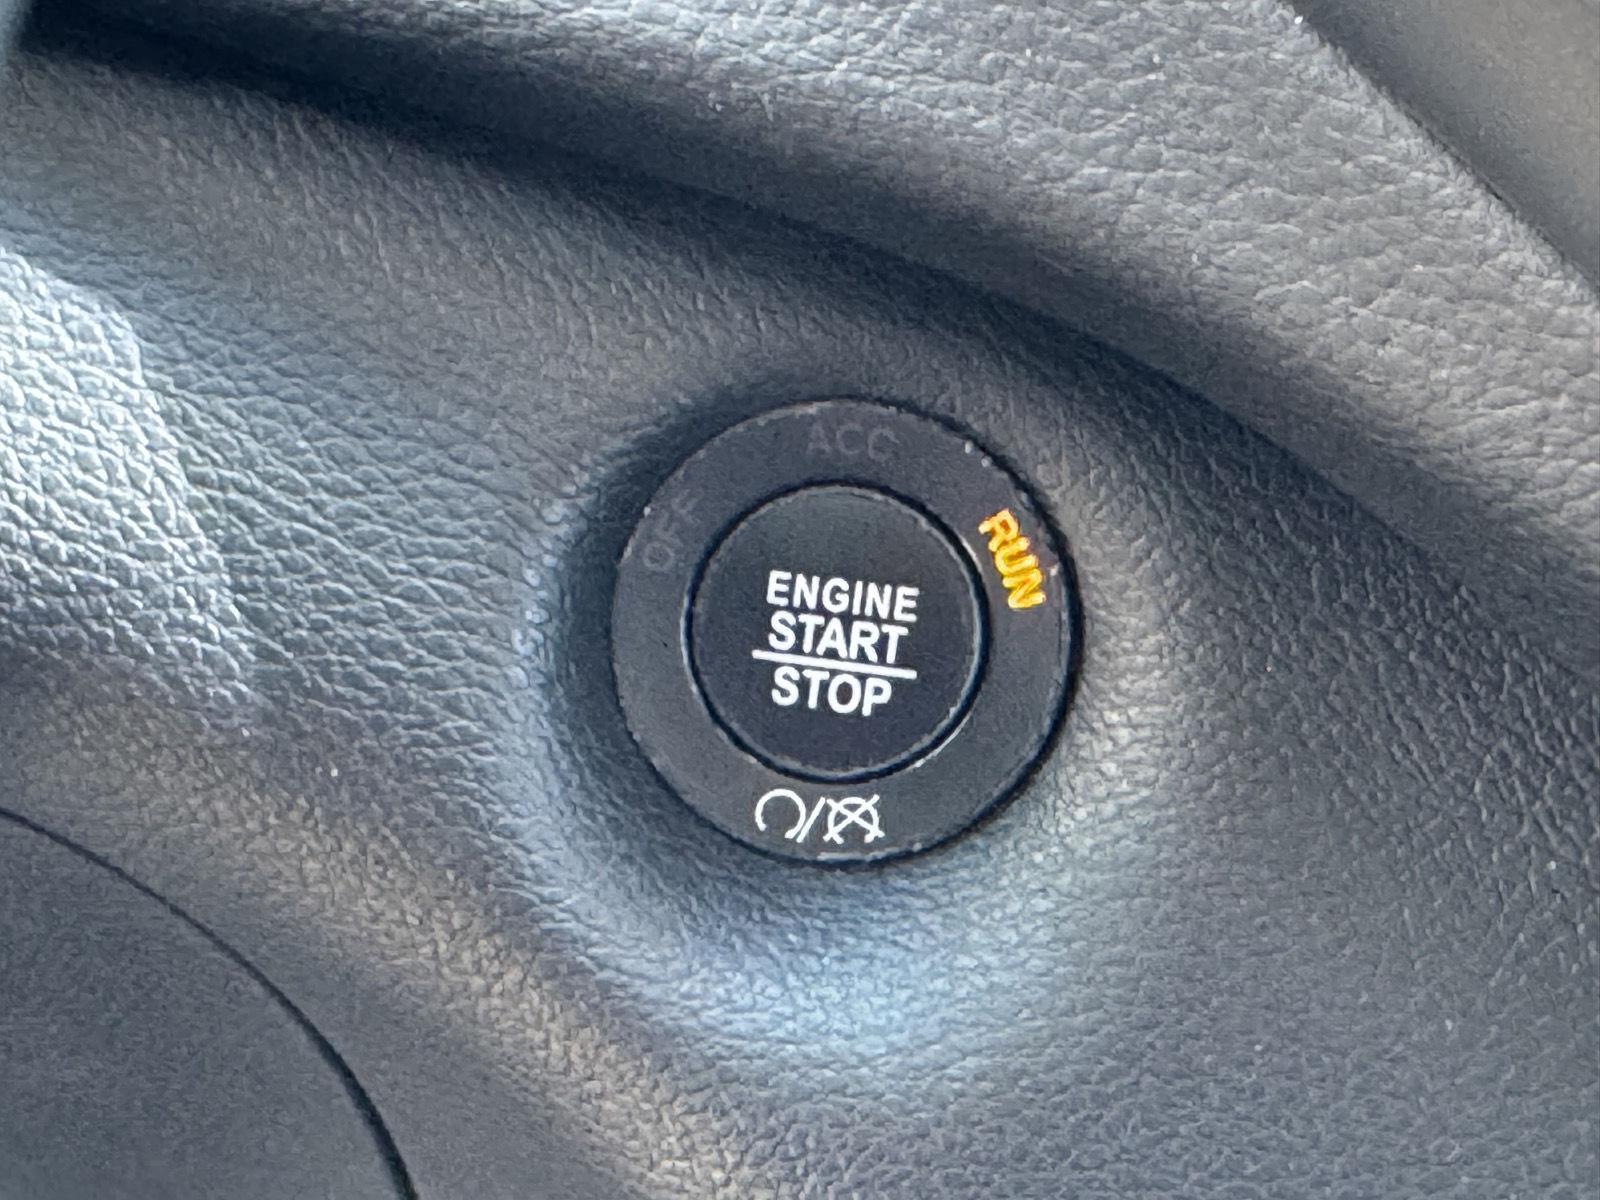 ACC
OFF
RUN
ENGINE
START
STOP